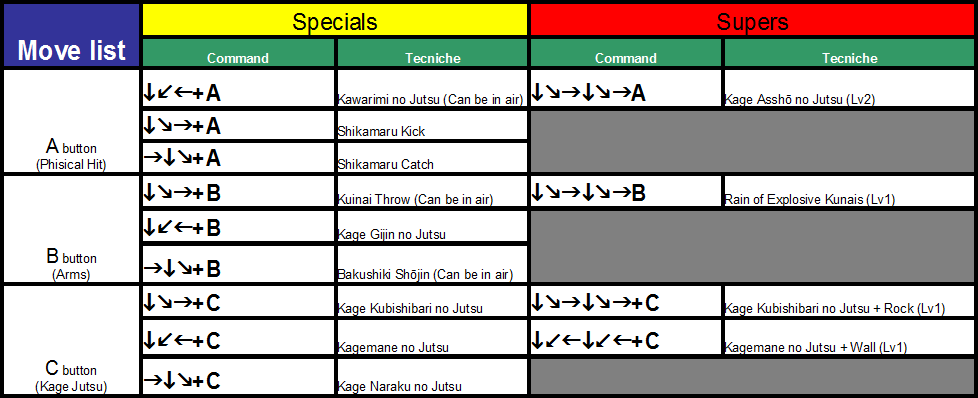 Move list
Specials
Supers
Command
Tecniche
Command
Tecniche
A button
(Phisical Hit)
↓↙←+A
Kawarimi no Jutsu (Can be in air)
↓↘→↓↘→A
Kage Asshō no Jutsu (Lv2)
↓↘→+A
Shikamaru Kick
→↓↘+A
Shikamaru Catch
B button
(Arms)
↓↘→+B
Kuinai Throw (Can be in air)
↓↘→↓↘→B
Rain of Explosive Kunais (Lv1)
↓↙←+B
Kage Gijin no Jutsu
→↓↘+B
Bakushiki Shōjin (Can be in air)
C button
(Kage Jutsu)
↓↘→+C
Kage Kubishibari no Jutsu
↓↘→↓↘→+C
Kage Kubishibari no Jutsu + Rock (Lv1)
↓↙←+C
Kagemane no Jutsu
↓↙←↓↙←+C
Kagemane no Jutsu + Wall (Lv1)
→↓↘+C
Kage Naraku no Jutsu